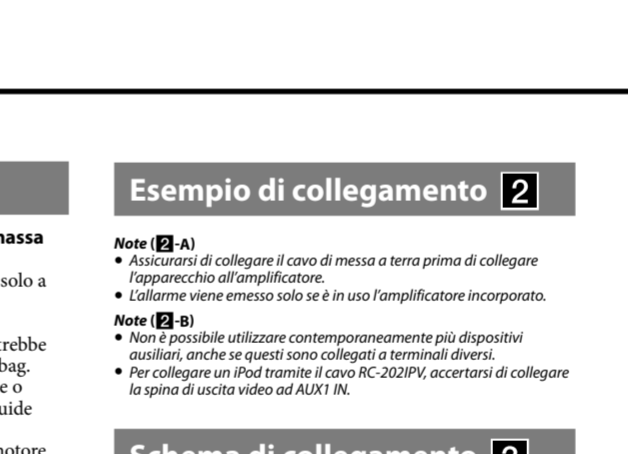 massa
solo a
bag.
e o
Esempio di collegamento 2
Note (2-A)
• Assicurarsi di collegare il cavo di messa a terra prima di collegare
l'apparecchio all'amplificatore.
• L'allarme viene emesso solo se è in uso l'amplificatore incorporato.
Note (2-B)
• Non è possibile utilizzare contemporaneamente più dispositivi
ausiliari, anche se questi sono collegati a terminali diversi.
• Per collegare un iPod tramite il cavo RC-202IPV, accertarsi di collegare
la spina di uscita video ad AUX1 IN.
Schema di collegamento